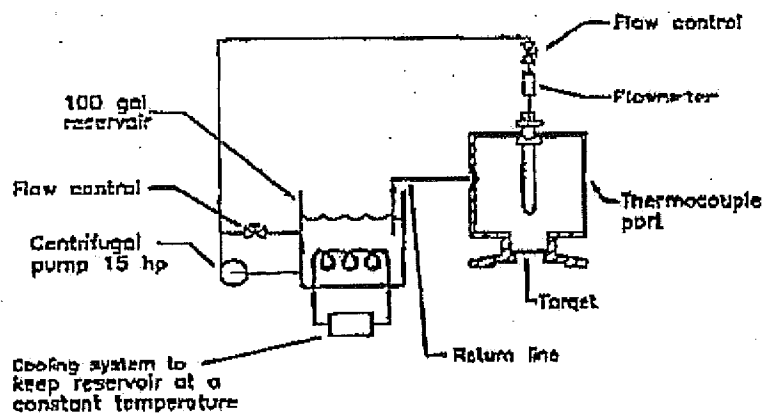 Flow control
Flowmeter
100 gal
reservoir
Flow control
Thermocouple
port
Centrifugal
pump 15 hp
Target
Return line
Cooling system to
keep reservoir at a
constant temperature